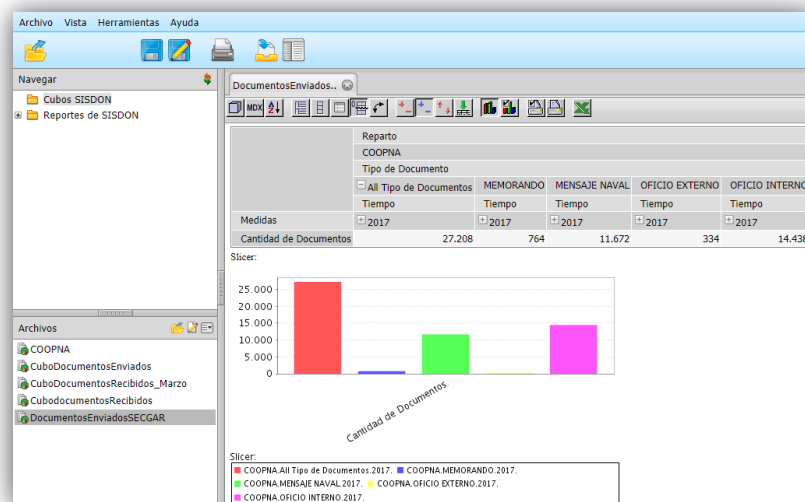 Archivo Vista Herramientas Ayuda
Navegar
Cubos SISDON
Reportes de SISDON
Archivos
COOPNA
CuboDocumentosEnviados
CuboDocumentosRecibidos_Marzo
CubodocumentosRecibidos
DocumentosEnviadosSECGAR
DocumentosEnviados..
MDX
Reparto
COOPNA
Tipo de Documento
All Tipo de Documentos MEMORANDO MENSAJE NAVAL OFICIO EXTERNO OFICIO INTERNO
Tiempo Tiempo Tiempo Tiempo Tiempo
Medidas 2017 2017 2017 2017 2017
Cantidad de Documentos 27.208 764 11.672 334 14.438
Slicer:
25.000
20.000
15.000
10.000
5.000
0
Cantidad de Documentos.
Slicer:
COOPNA.All Tipo de Documentos.2017. COOPNA.MEMORANDO.2017.
COOPNA.MENSAJE NAVAL.2017. COOPNA.OFICIO EXTERNO.2017.
COOPNA.OFICIO INTERNO.2017.